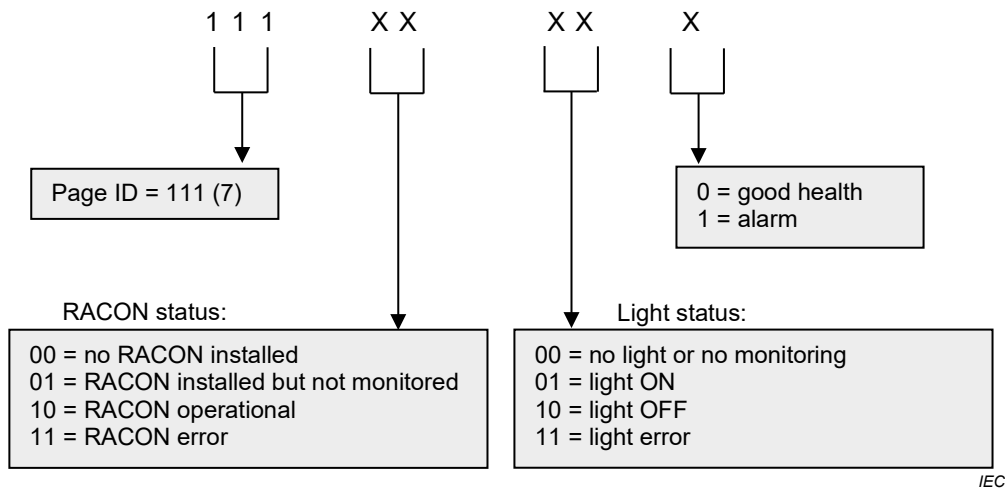 1 1 1 X X X X X
Page ID = 111 (7)
0 = good health
1 = alarm
RACON status:
00 = no RACON installed
01 = RACON installed but not monitored
10 = RACON operational
11 = RACON error
Light status:
00 = no light or no monitoring
01 = light ON
10 = light OFF
11 = light error
IEC